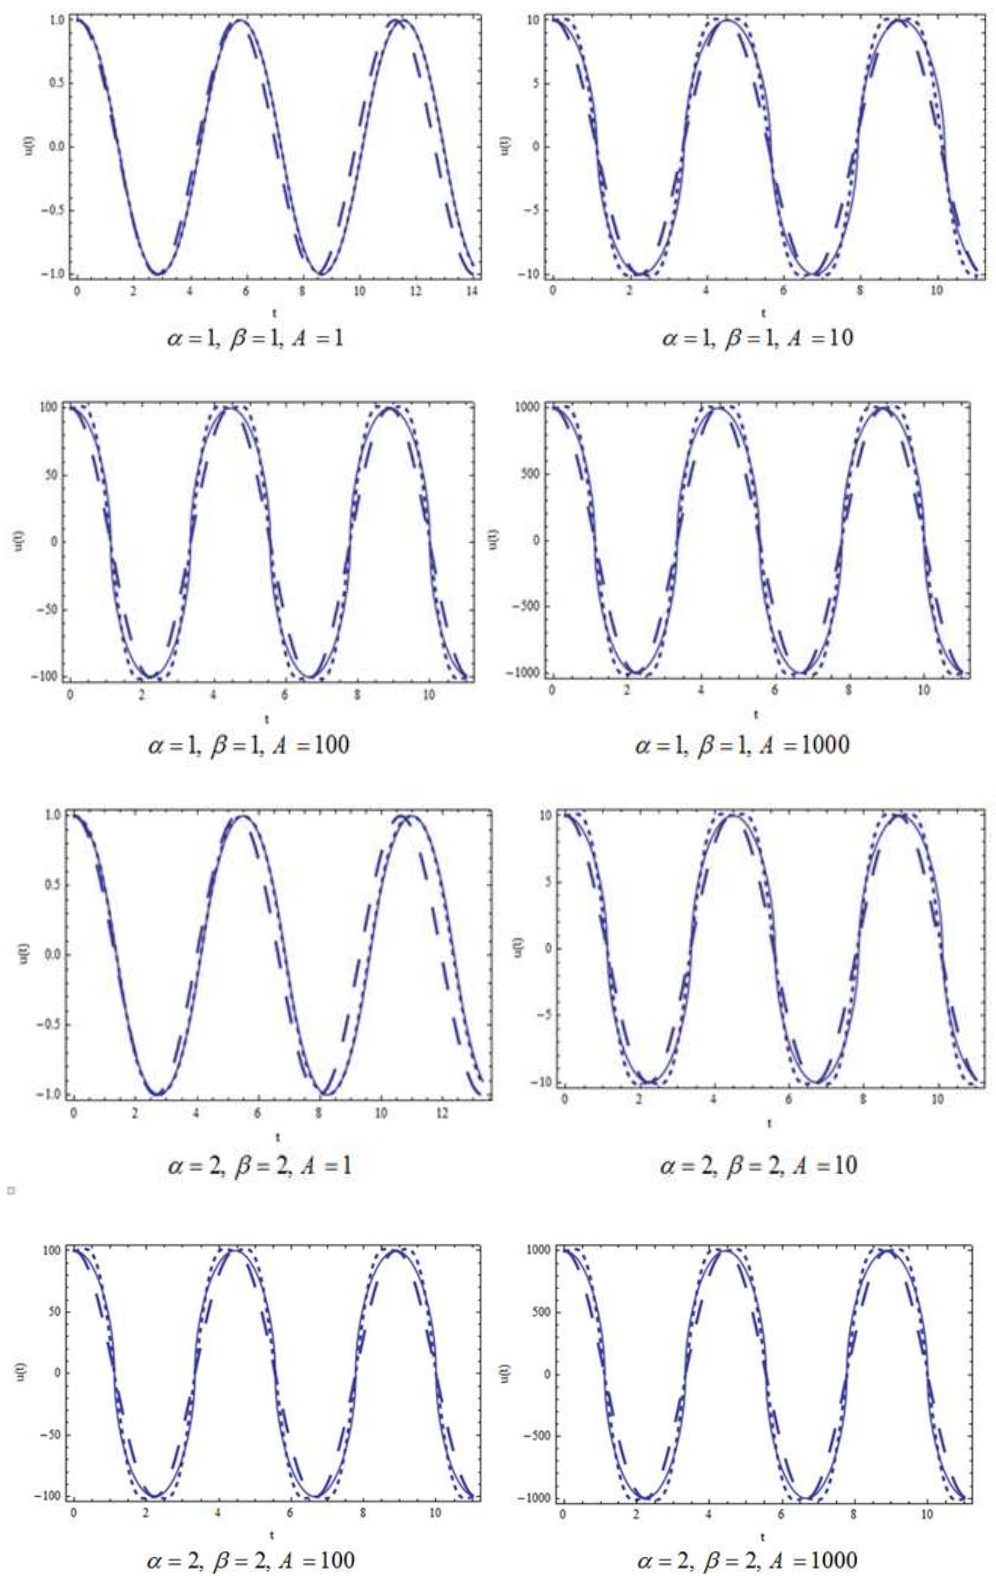 1.0
0.5
0.0
−0.5
−1.0
u(t)
0 2 4 6 8 10 12 14
t
α = 1, β = 1, A = 1
10
5
0
−5
−10
u(t)
0 2 4 6 8 10
t
α = 1, β = 1, A = 10
100
50
0
−50
−100
u(t)
0 2 4 6 8 10
t
α = 1, β = 1, A = 100
1000
500
0
−500
−1000
u(t)
0 2 4 6 8 10
t
α = 1, β = 1, A = 1000
1.0
0.5
0.0
−0.5
−1.0
u(t)
0 2 4 6 8 10 12
t
α = 2, β = 2, A = 1
10
5
0
−5
−10
u(t)
0 2 4 6 8 10
t
α = 2, β = 2, A = 10
100
50
0
−50
−100
u(t)
0 2 4 6 8 10
t
α = 2, β = 2, A = 100
1000
500
0
−500
−1000
u(t)
0 2 4 6 8 10
t
α = 2, β = 2, A = 1000